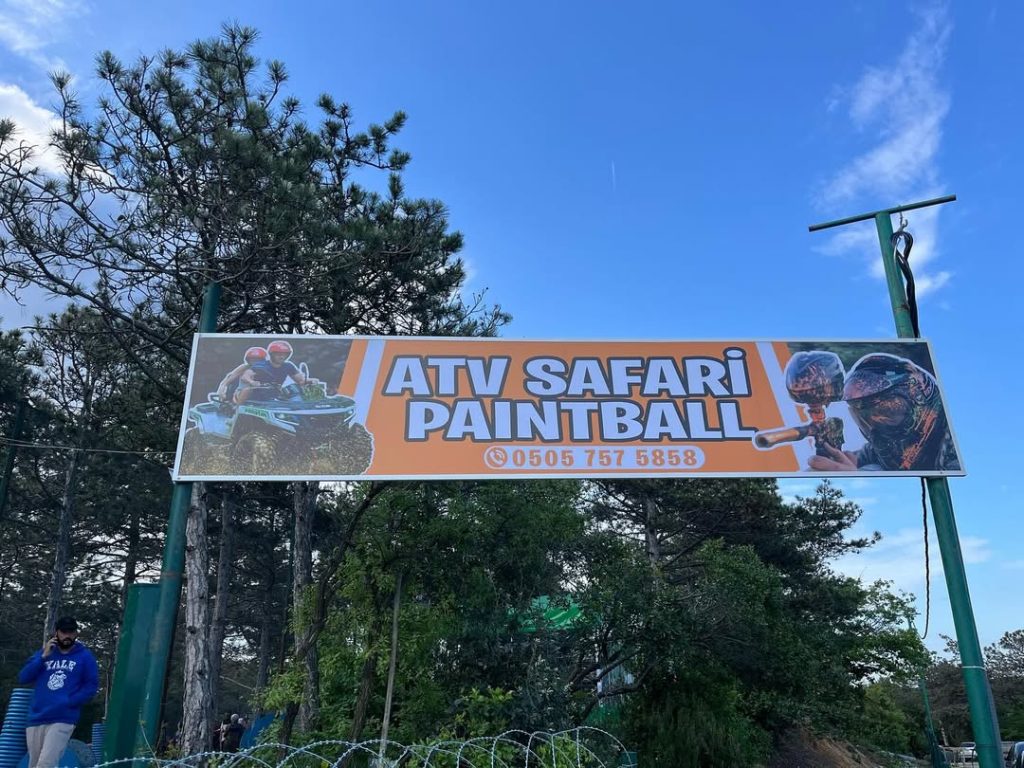 ATV SAFARİ
PAINTBALL
0505 757 5858
YALE